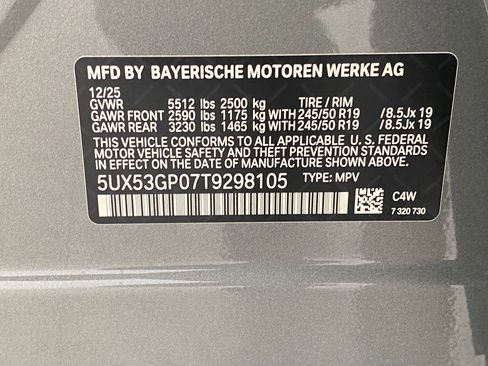 MFD BY BAYERISCHE MOTOREN WERKE AG
12/25
GVWR 5512 lbs 2500 kg TIRE / RIM
GAWR FRONT 2590 lbs 1175 kg WITH 245/50 R19 /8.5Jx 19
GAWR REAR 3230 lbs 1465 kg WITH 245/50 R19 /8.5Jx 19
THIS VEHICLE CONFORMS TO ALL APPLICABLE U. S. FEDERAL
MOTOR VEHICLE SAFETY STANDARDS IN EFFECT
ON THE DATE OF MANUFACTURE SHOWN ABOVE.
5UX53GP07T9298105 TYPE: MPV
C4W
7 320 730